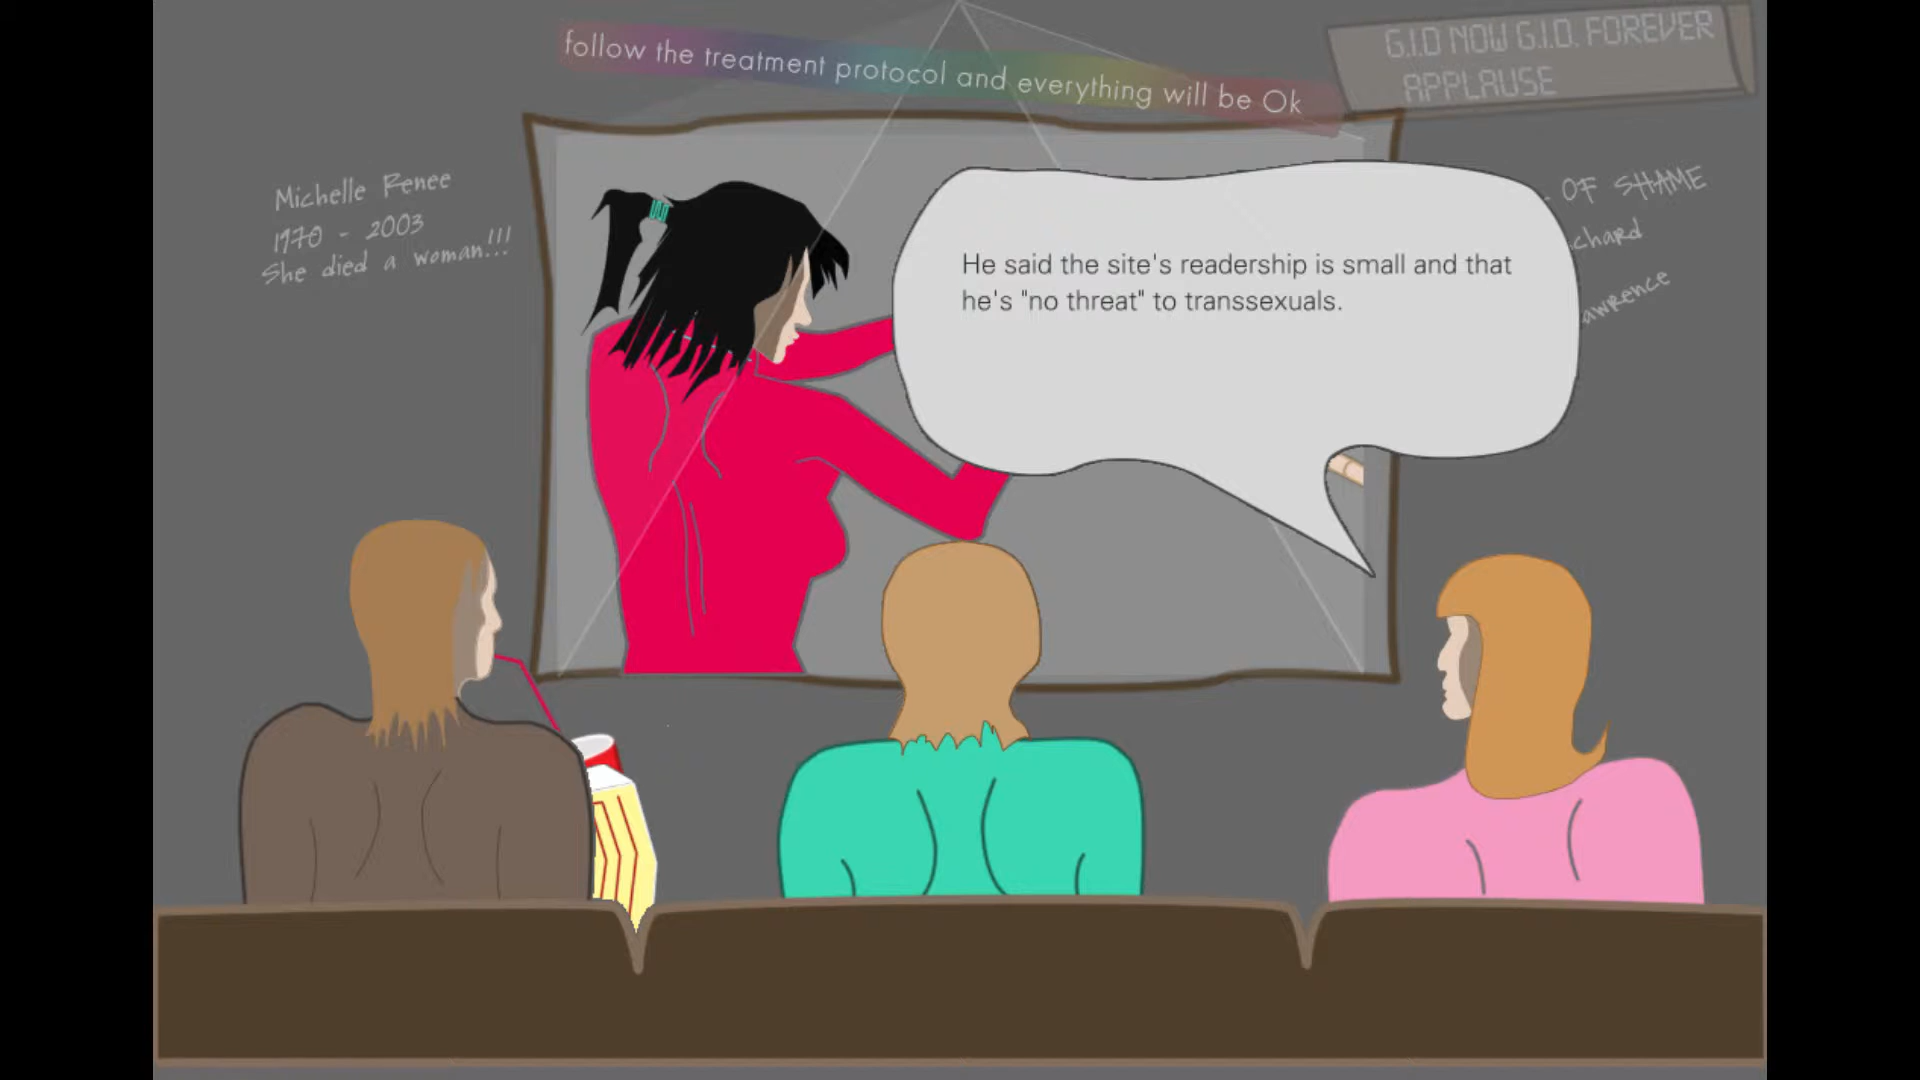 follow the treatment protocol and everything will be Ok
G.I.D NOW G.I.D. FOREVER
APPLAUSE
Michelle Renee
1970 - 2003
She died a woman!!!
OF SHAME
He said the site's readership is small and that
he's "no threat" to transsexuals.